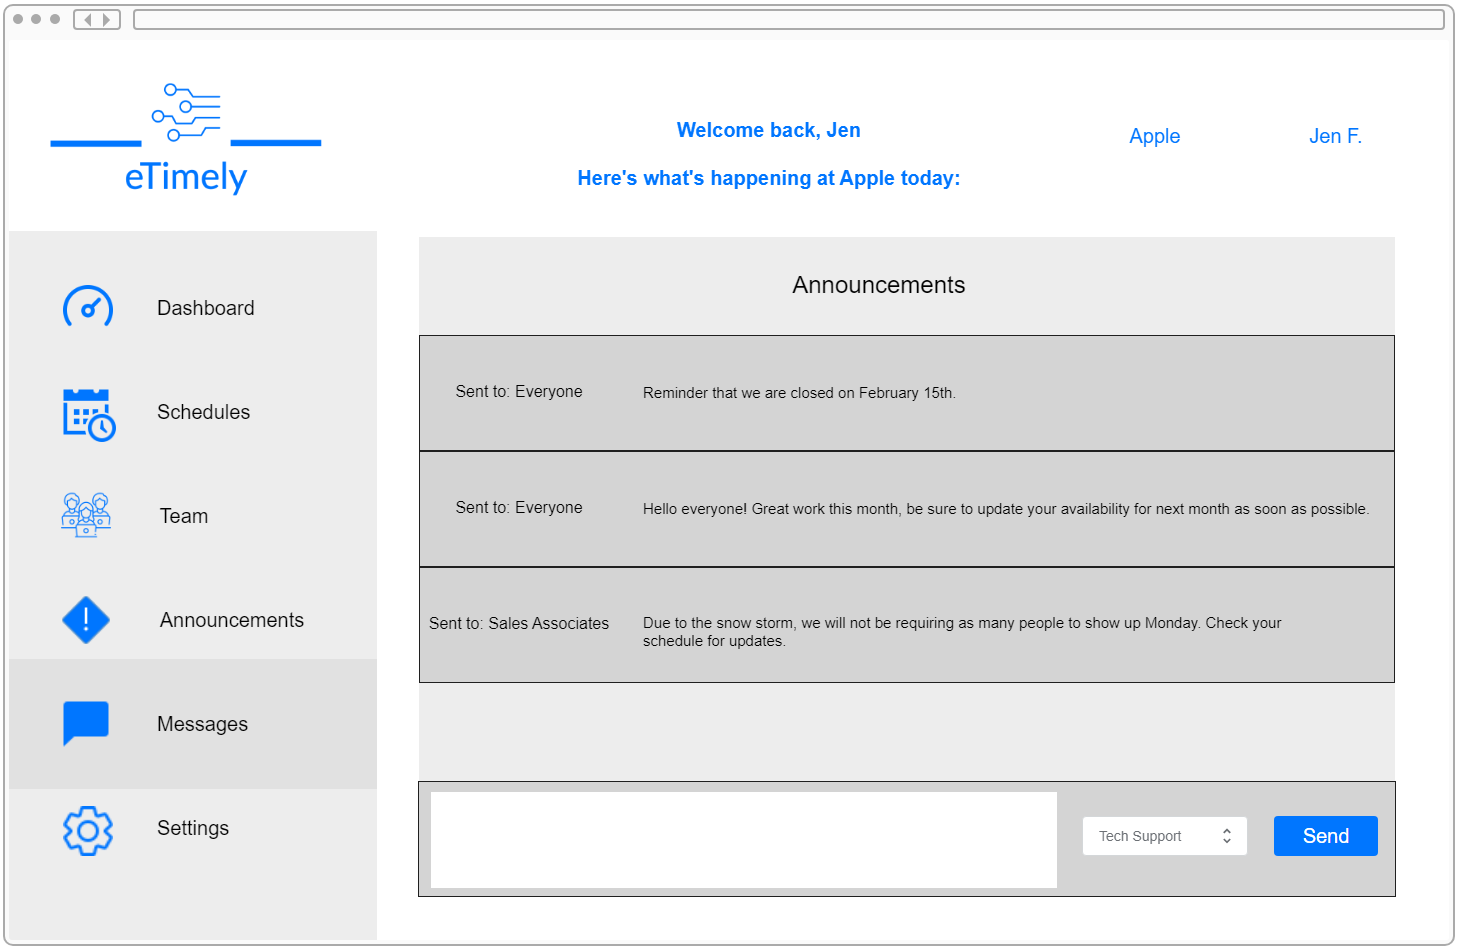 eTimely
Welcome back, Jen
Here's what's happening at Apple today:
Apple
Jen F.
Dashboard
Schedules
Team
Announcements
Messages
Settings
Announcements
Sent to: Everyone
Reminder that we are closed on February 15th.
Sent to: Everyone
Hello everyone! Great work this month, be sure to update your availability for next month as soon as possible.
Sent to: Sales Associates
Due to the snow storm, we will not be requiring as many people to show up Monday. Check your
schedule for updates.
Tech Support
Send